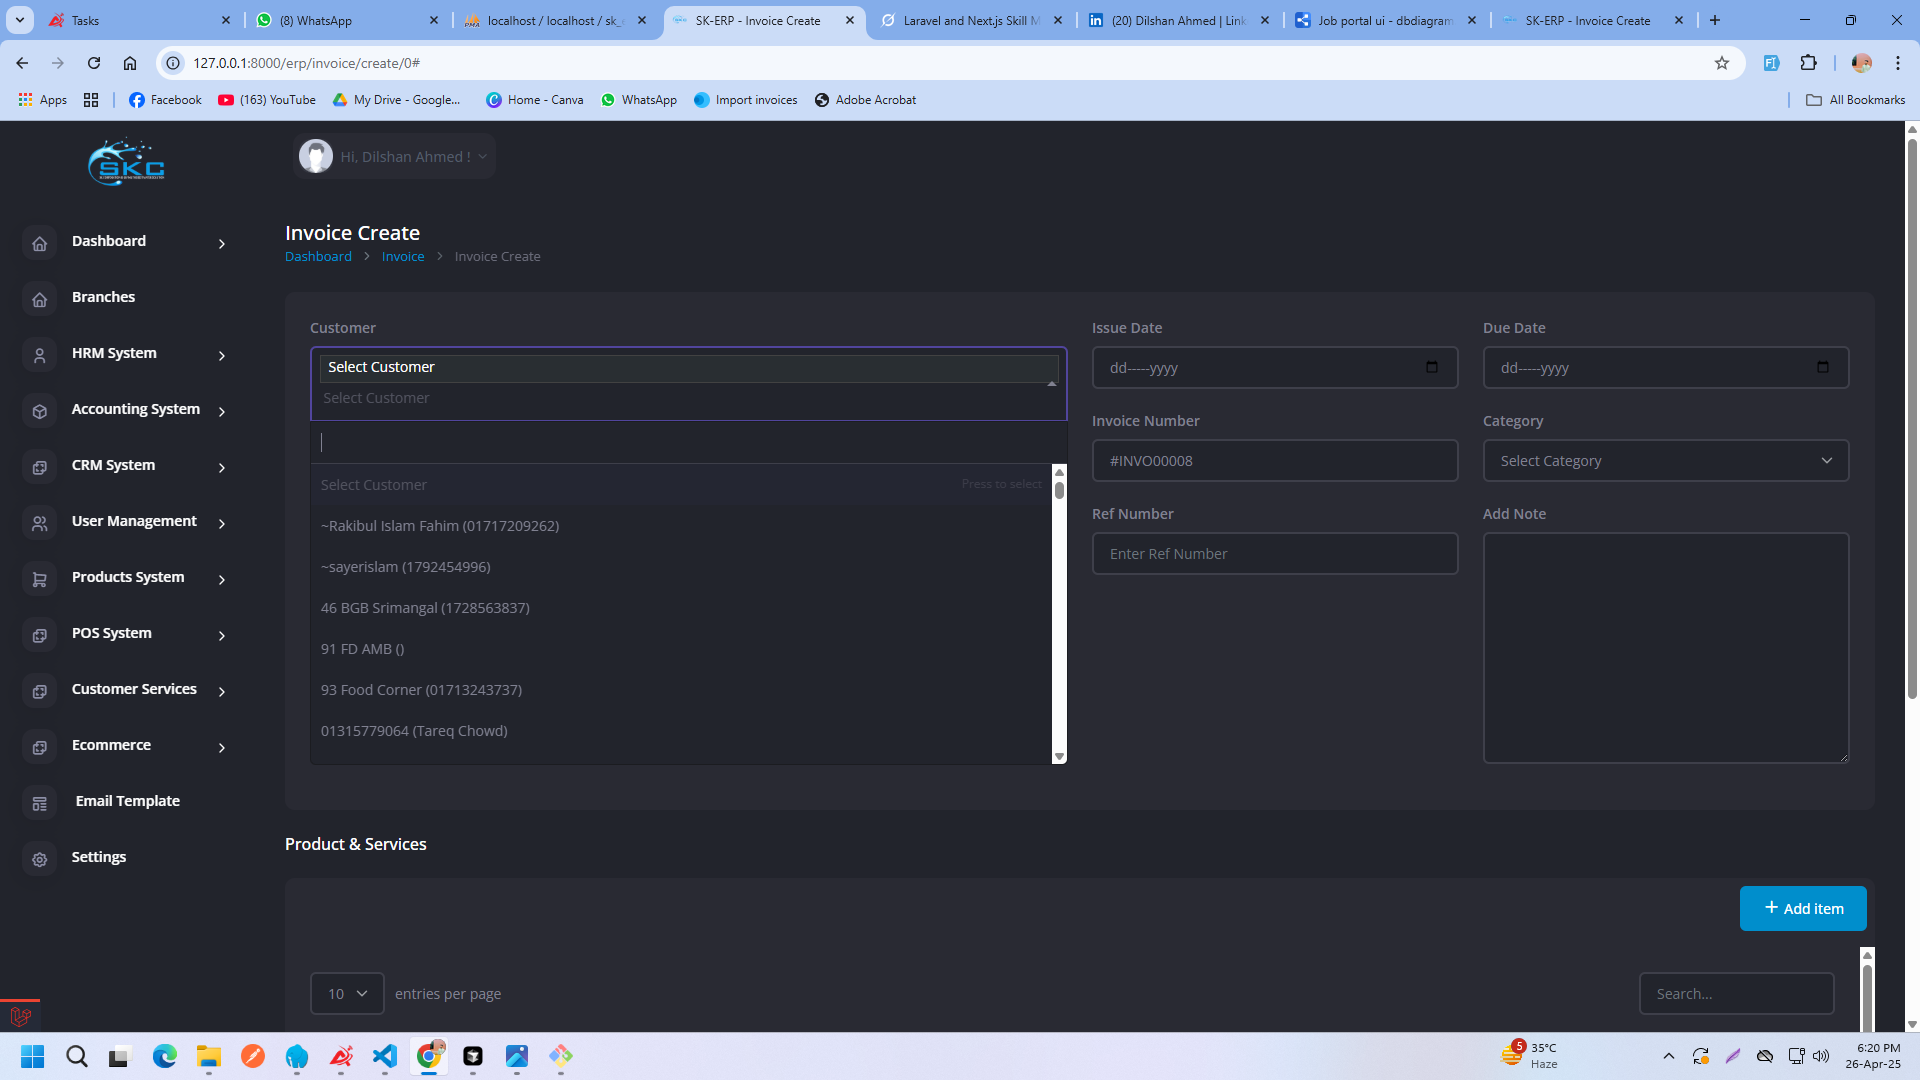 Tasks
(8) WhatsApp
localhost / localhost / sk_e
SK-ERP - Invoice Create
Laravel and Next.js Skill M
(20) Dilshan Ahmed | Link
Job portal ui - dbdiagram
SK-ERP - Invoice Create
127.0.0.1:8000/erp/invoice/create/0#
Apps
Facebook
(163) YouTube
My Drive - Google...
Home - Canva
WhatsApp
Import invoices
Adobe Acrobat
All Bookmarks
SKC
Hi, Dilshan Ahmed !
Dashboard
Branches
HRM System
Accounting System
CRM System
User Management
Products System
POS System
Customer Services
Ecommerce
Email Template
Settings
Invoice Create
Dashboard > Invoice > Invoice Create
Customer
Select Customer
Select Customer
Select Customer
Press to select
~Rakibul Islam Fahim (01717209262)
~sayerislam (1792454996)
46 BGB Srimangal (1728563837)
91 FD AMB ()
93 Food Corner (01713243737)
01315779064 (Tareq Chowd)
Issue Date
dd-----yyyy
Due Date
dd-----yyyy
Invoice Number
#INVO00008
Category
Select Category
Ref Number
Enter Ref Number
Add Note
Product & Services
+ Add item
10
entries per page
Search...
5
35°C
Haze
6:20 PM
26-Apr-25